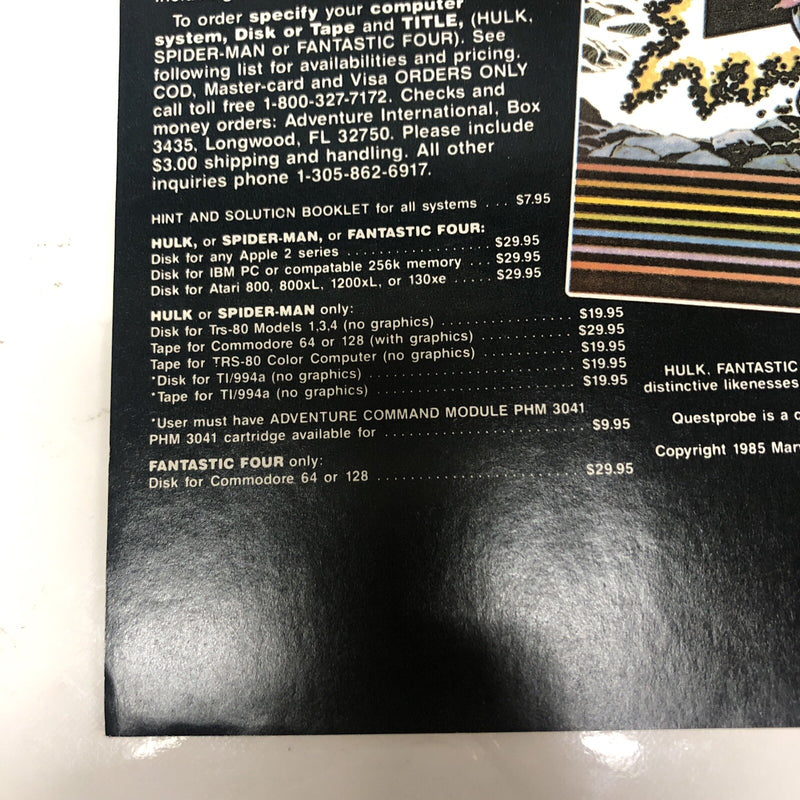 To order specify your computer
system, Disk or Tape and TITLE, (HULK,
SPIDER-MAN or FANTASTIC FOUR). See
following list for availabilities and pricing.
COD, Master-card and Visa ORDERS ONLY
call toll free 1-800-327-7172. Checks and
money orders: Adventure International, Box
3435, Longwood, FL 32750. Please include
$3.00 shipping and handling. All other
inquiries phone 1-305-862-6917.
HINT AND SOLUTION BOOKLET for all systems . . . $7.95
HULK, or SPIDER-MAN, or FANTASTIC FOUR:
Disk for any Apple 2 series . . . . . . . . . . . . . . . . . . $29.95
Disk for IBM PC or compatable 256k memory . . . $29.95
Disk for Atari 800, 800xL, 1200xL, or 130xe . . . . . $29.95
HULK or SPIDER-MAN only:
Disk for Trs-80 Models 1,3,4 (no graphics) . . . . . . . . . . . . . . . . . $19.95
Tape for Commodore 64 or 128 (with graphics) . . . . . . . . . . . . . $29.95
Tape for TRS-80 Color Computer (no graphics) . . . . . . . . . . . . . $19.95
*Disk for TI/994a (no graphics) . . . . . . . . . . . . . . . . . . . . . . . . . $19.95
*Tape for TI/994a (no graphics) . . . . . . . . . . . . . . . . . . . . . . . . . $19.95
*User must have ADVENTURE COMMAND MODULE PHM 3041
PHM 3041 cartridge available for . . . . . . . . . . . . . . . . . . . . . . . . . $9.95
FANTASTIC FOUR only:
Disk for Commodore 64 or 128 . . . . . . . . . . . . . . . . . . . . . . . . . $29.95
HULK, FANTASTIC
distinctive likenesses
Questprobe is a
Copyright 1985